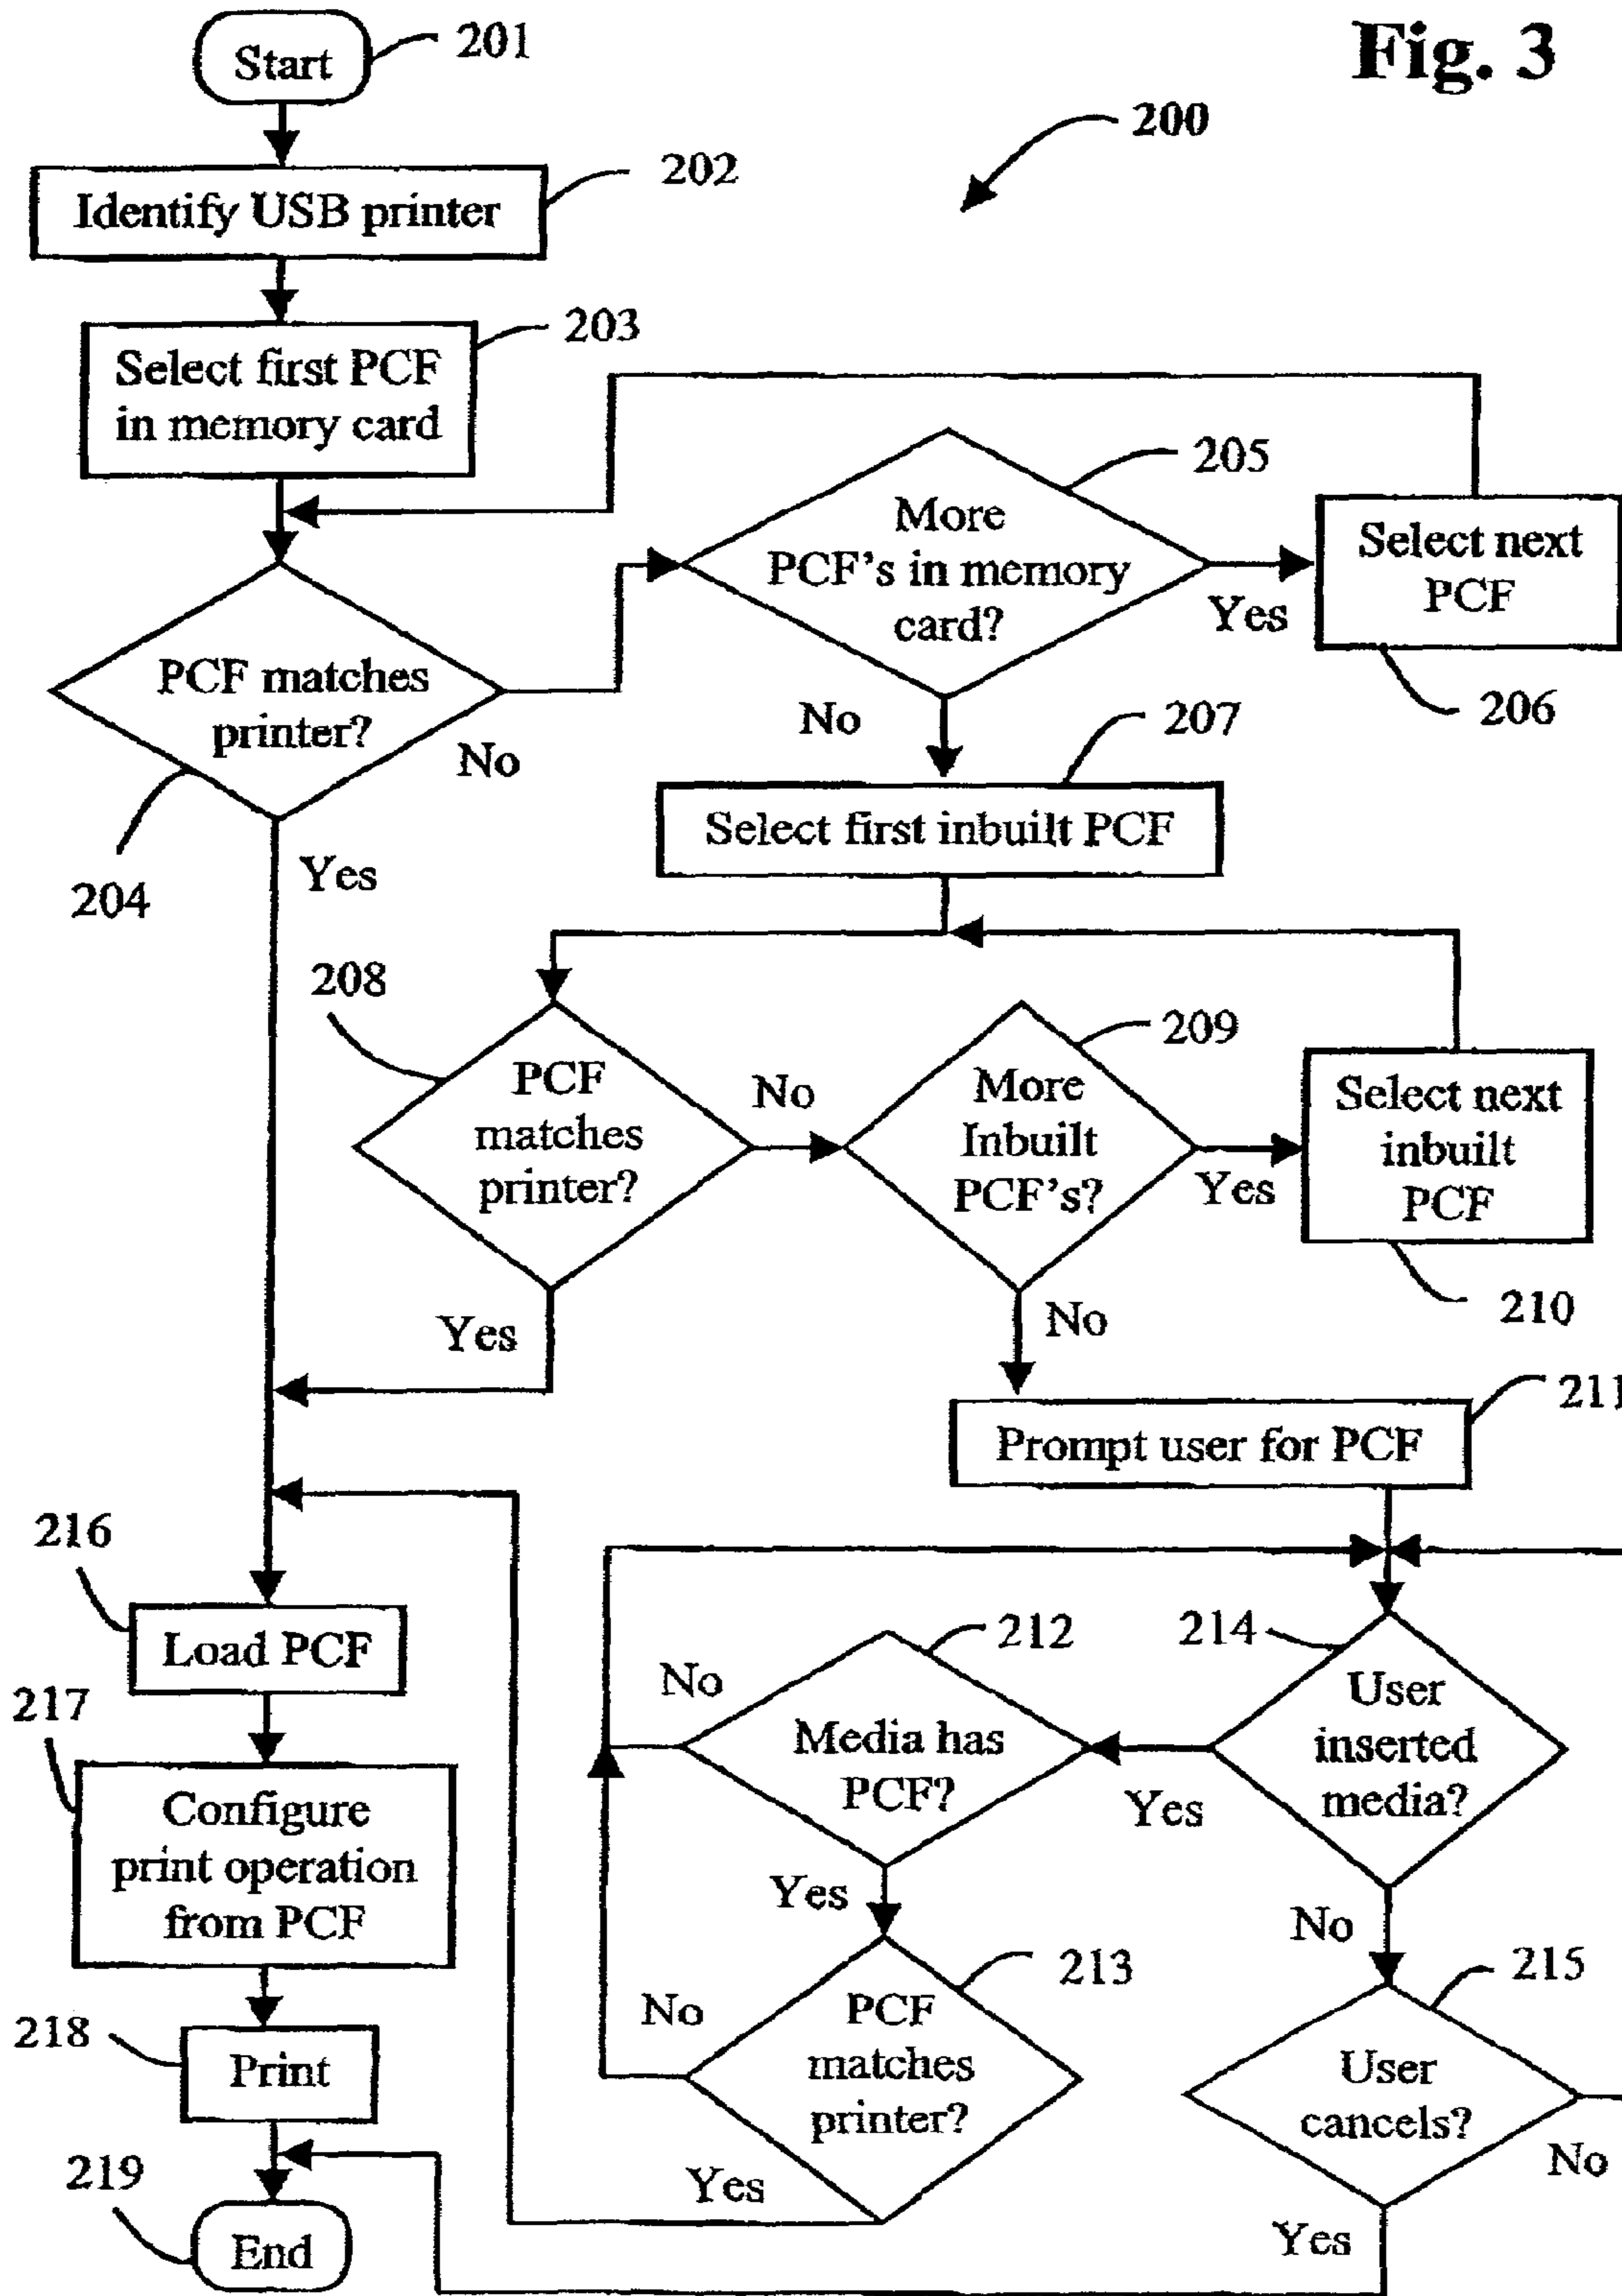 Fig. 3
Start
201
200
Identify USB printer
202
Select first PCF
in memory card
203
More
PCF's in memory
card?
205
Yes
Select next
PCF
206
PCF matches
printer?
No
204
Yes
No
207
Select first inbuilt PCF
208
PCF
matches
printer?
No
Yes
209
More
Inbuilt
PCF's?
Yes
No
Select next
inbuilt
PCF
210
211
Prompt user for PCF
216
Load PCF
217
Configure
print operation
from PCF
218
Print
219
End
212
No
Media has
PCF?
Yes
214
User
inserted
media?
Yes
No
213
No
PCF
matches
printer?
Yes
215
User
cancels?
No
Yes